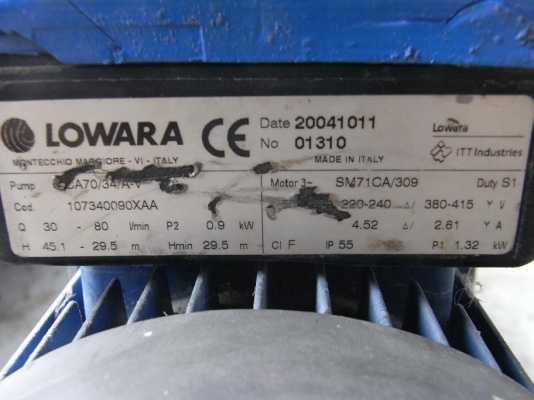 LOWARA CE Date 20041011 Lowara
No 01310 ITT Industries
MONTECCHIO MAGGIORE - VI - ITALY MADE IN ITALY
Pump CA70/34/A-V Motor 3~ SM71CA/309 Duty S1
Cod. 107340090XAA 220-240 Δ/ 380-415 Y V
Q 30 - 80 l/min P2 0.9 kW 4.52 Δ/ 2.61 Y A
H 45.1 - 29.5 m Hmin 29.5 m Cl F IP 55 P1 1.32 kW